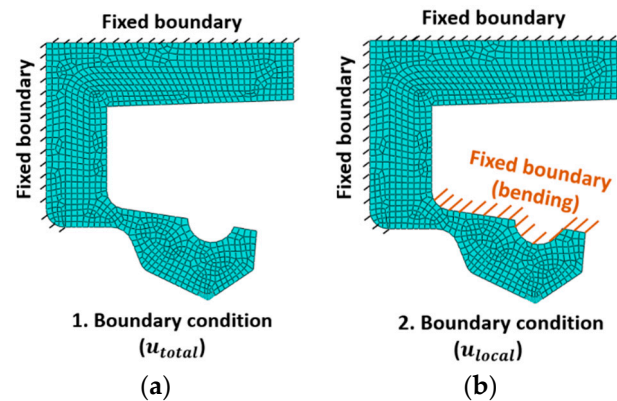 Fixed boundary
Fixed boundary
1. Boundary condition
(u_total)
(a)
Fixed boundary
Fixed boundary
Fixed boundary
(bending)
2. Boundary condition
(u_local)
(b)